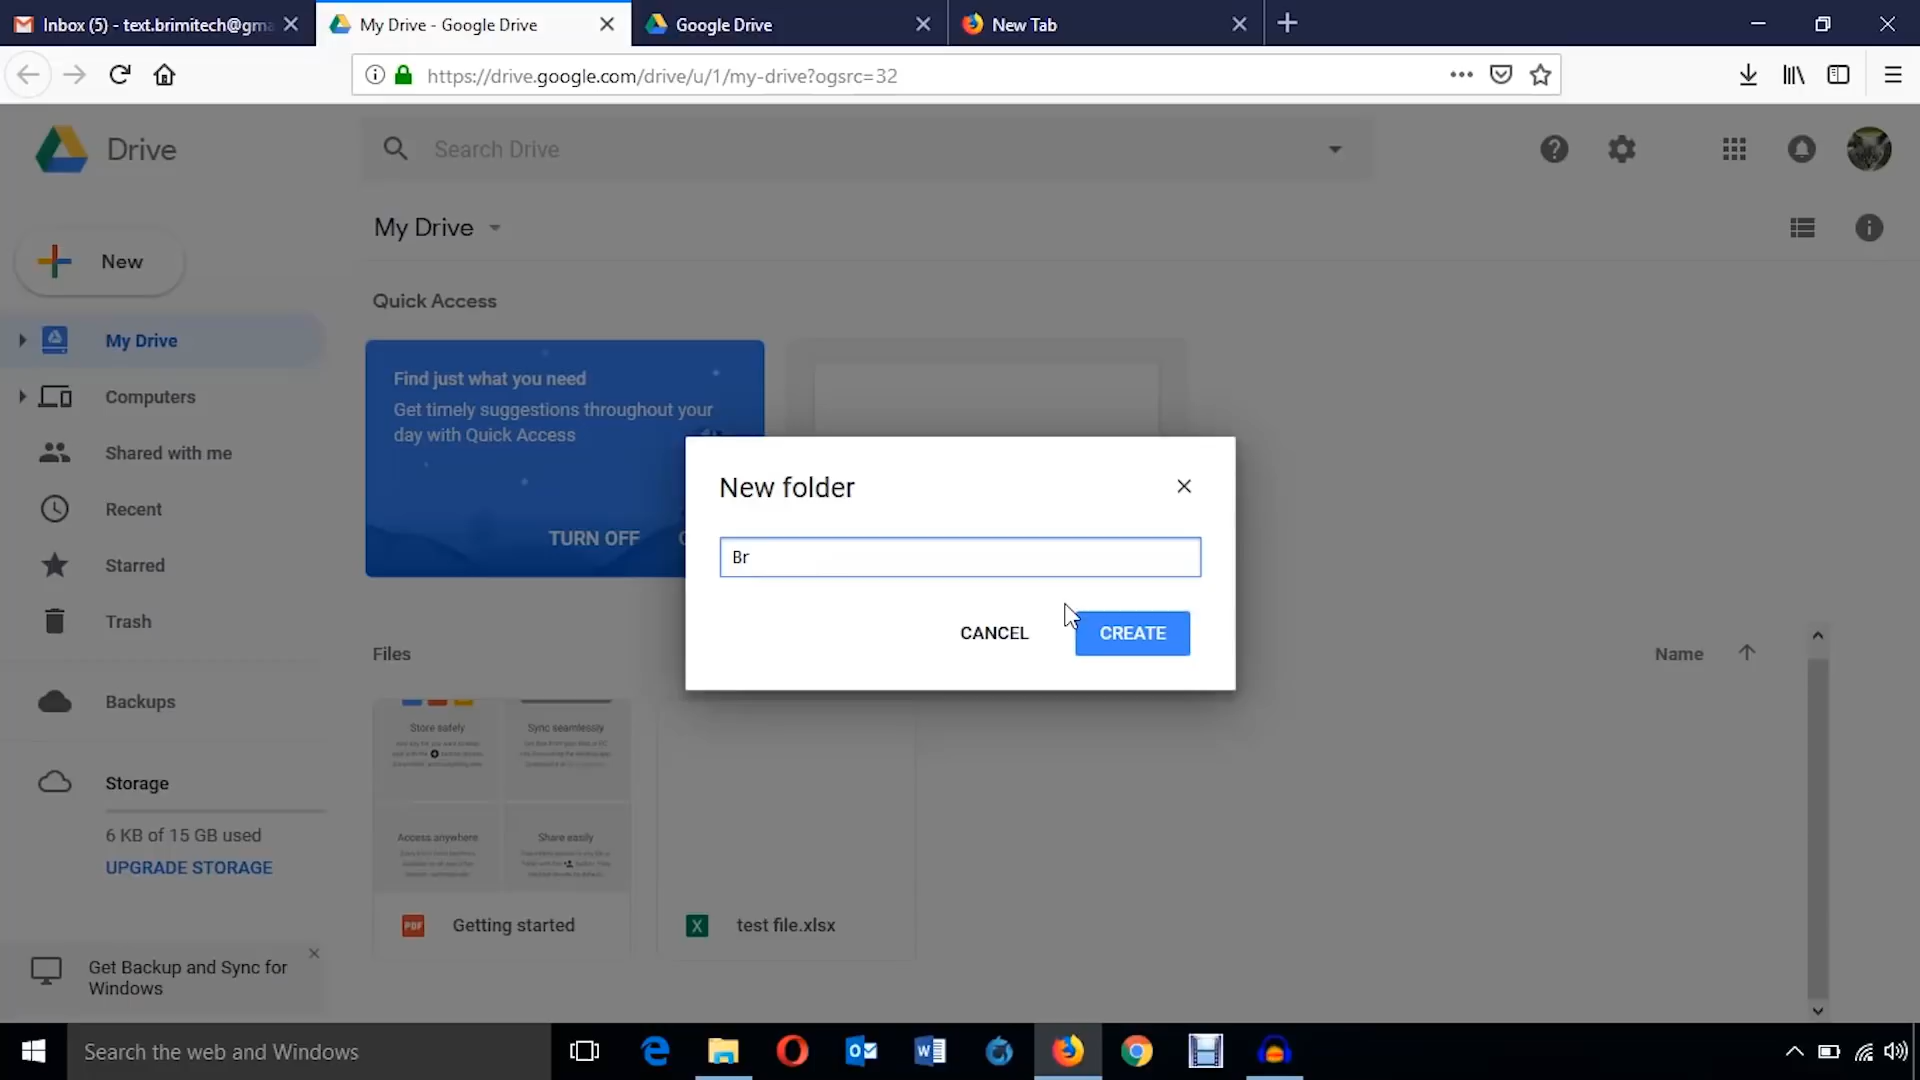 Inbox (5) - text.brimitech@gma
My Drive - Google Drive
Google Drive
New Tab
https://drive.google.com/drive/u/1/my-drive?ogsrc=32
Drive
Search Drive
New
My Drive
Quick Access
My Drive
Computers
Shared with me
Recent
Starred
Trash
Backups
Storage
6 KB of 15 GB used
UPGRADE STORAGE
Get Backup and Sync for
Windows
Find just what you need
Get timely suggestions throughout your
day with Quick Access
TURN OFF
New folder
Br
CANCEL
CREATE
Files
Name
Store safely
Sync seamlessly
Access anywhere
Share easily
PDF
Getting started
X
test file.xlsx
Search the web and Windows